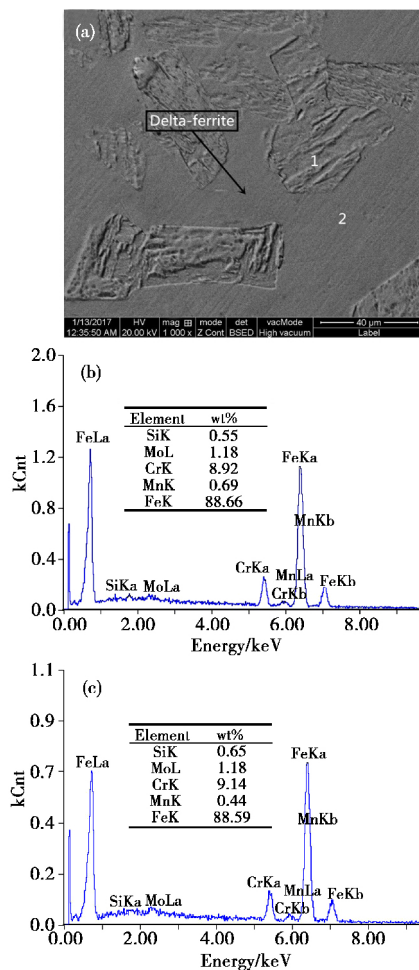 (a)
Delta-ferrite
1
2
1/13/2017 HV mag ⊞ mode det vacMode 40 μm
12:35:50 AM 20.00 kV 1 000 x Z Cont BSED High vacuum Label
(b)
2.0
1.6
1.2
0.8
0.4
0.0
kCnt
Element wt%
SiK 0.55
MoL 1.18
CrK 8.92
MnK 0.69
FeK 88.66
FeLa
SiKa
MoLa
CrKa
MnLa
CrKb
FeKa
MnKb
FeKb
0.00 2.00 4.00 6.00 8.00
Energy/keV
(c)
1.1
0.9
0.7
0.4
0.2
0.0
kCnt
Element wt%
SiK 0.65
MoL 1.18
CrK 9.14
MnK 0.44
FeK 88.59
FeLa
SiKa
MoLa
CrKa
MnLa
CrKb
FeKa
MnKb
FeKb
0.00 2.00 4.00 6.00 8.00
Energy/keV